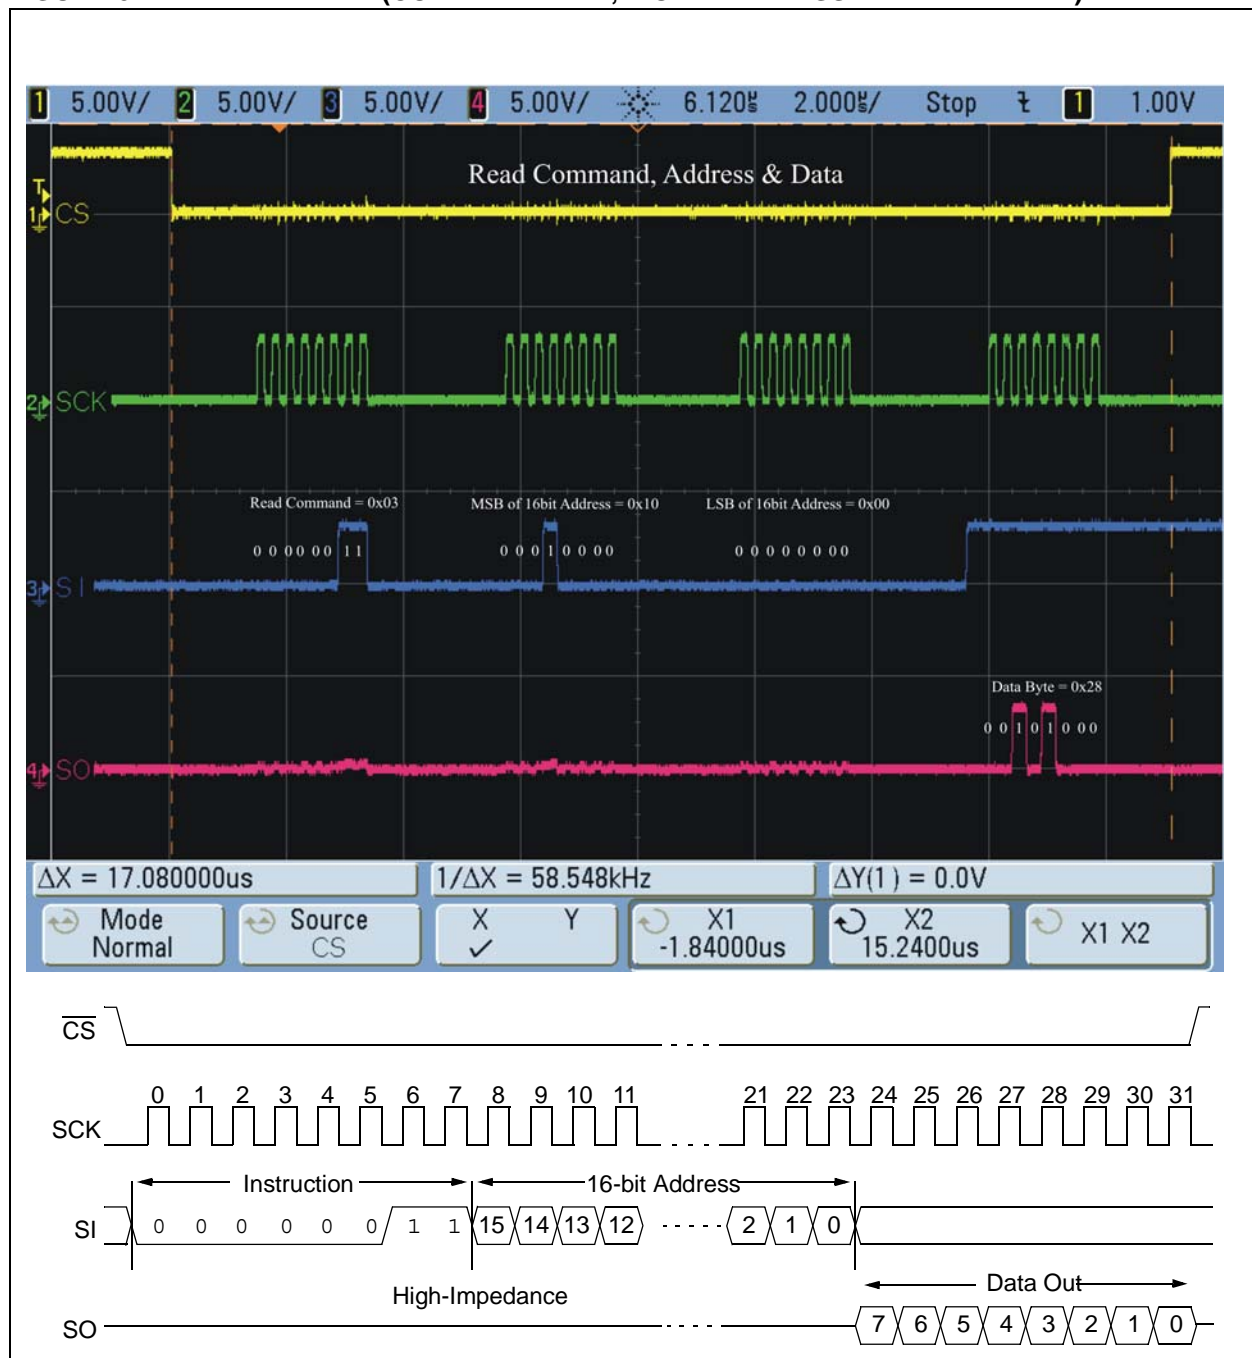 1 5.00V/ 2 5.00V/ 3 5.00V/ 4 5.00V/ 6.120µs 2.000µs/ Stop 1 1.00V
Read Command, Address & Data
T
1 CS
2 SCK
Read Command = 0x03 MSB of 16bit Address = 0x10 LSB of 16bit Address = 0x00
0 0 0 0 0 0 1 1 0 0 0 1 0 0 0 0 0 0 0 0 0 0 0 0
3 SI
Data Byte = 0x28
0 0 1 0 1 0 0 0
4 SO
ΔX = 17.080000us 1/ΔX = 58.548kHz ΔY(1) = 0.0V
Mode Source X Y X1 X2 X1 X2
Normal CS ✓ -1.84000us 15.2400us
CS
0 1 2 3 4 5 6 7 8 9 10 11 21 22 23 24 25 26 27 28 29 30 31
SCK
Instruction 16-bit Address
SI 0 0 0 0 0 0 1 1 15 14 13 12 2 1 0
High-Impedance Data Out
SO 7 6 5 4 3 2 1 0